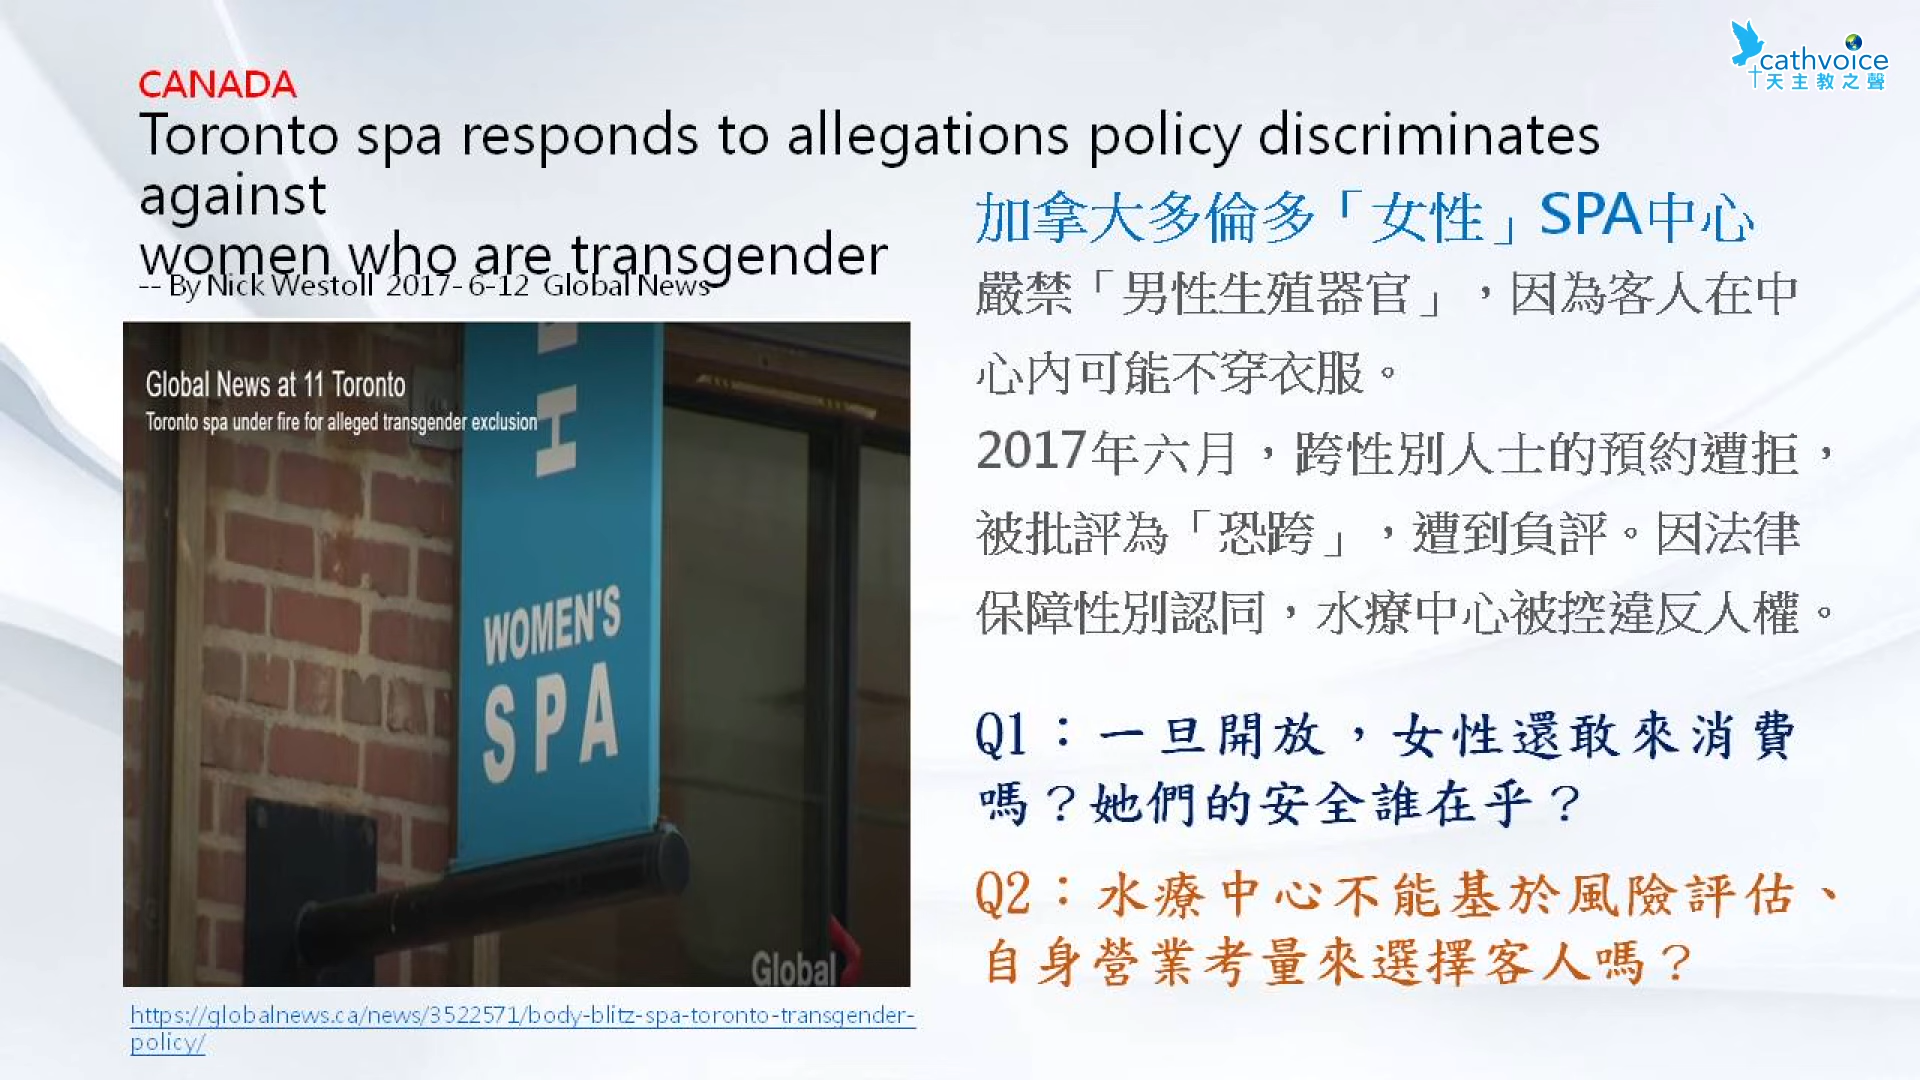 cathvoice
天主教之聲
CANADA
Toronto spa responds to allegations policy discriminates
against
women who are transgender
-- By Nick Westoll 2017-6-12 Global News
Global News at 11 Toronto
Toronto spa under fire for alleged transgender exclusion
H
WOMEN'S
SPA
Global
https://globalnews.ca/news/3522571/body-blitz-spa-toronto-transgender-
policy/
加拿大多倫多「女性」SPA中心
嚴禁「男性生殖器官」，因為客人在中
心內可能不穿衣服。
2017年六月，跨性別人士的預約遭拒，
被批評為「恐跨」，遭到負評。因法律
保障性別認同，水療中心被控違反人權。
Q1：一旦開放，女性還敢來消費
嗎？她們的安全誰在乎？
Q2：水療中心不能基於風險評估、
自身營業考量來選擇客人嗎？